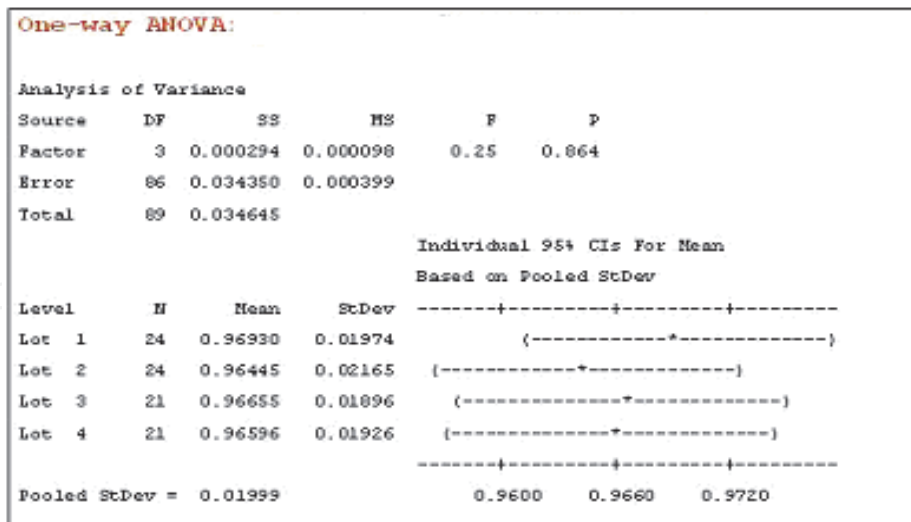 One-way ANOVA:
Analysis of Variance
Source DF SS MS F P
Factor 3 0.000294 0.000098 0.25 0.864
Error 86 0.034350 0.000399
Total 89 0.034645
Individual 95% CIs For Mean
Based on Pooled StDev
Level N Mean StDev -------+---------+---------+---------
Lot 1 24 0.96930 0.01974 (------------*-------------)
Lot 2 24 0.96445 0.02165 (------------*-------------)
Lot 3 21 0.96655 0.01896 (--------------*-------------)
Lot 4 21 0.96596 0.01926 (--------------*-------------)
-------+---------+---------+---------
Pooled StDev = 0.01999 0.9600 0.9660 0.9720